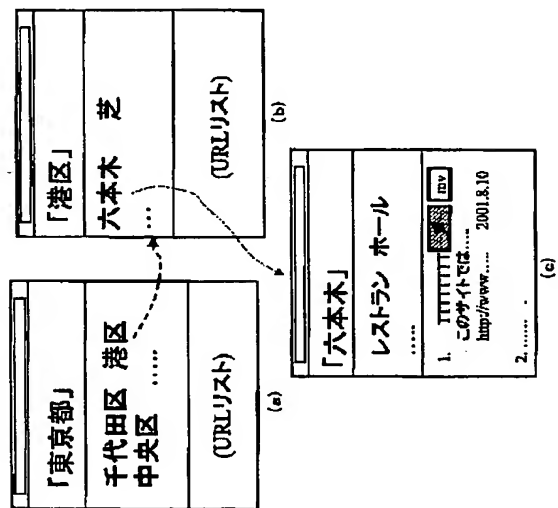 「東京都」
千代田区 港区
中央区 .....
(URLリスト)
(a)
「港区」
六本木 芝
.....
(URLリスト)
(b)
「六本木」
レストラン ホール
.....
1. TTTTTTTT mv
このサイトでは.....
http://www..... 2001.8.10
2. ...... .
(c)